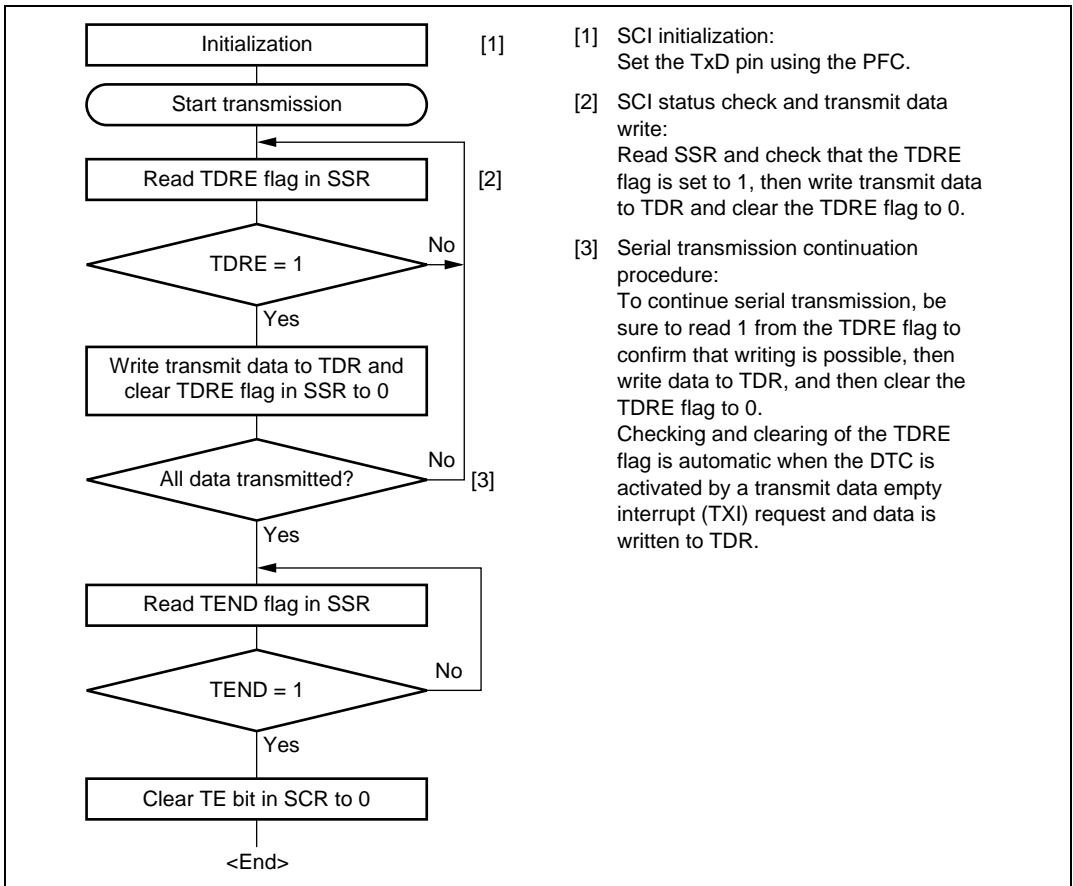 Initialization
[1]
Start transmission
Read TDRE flag in SSR
[2]
TDRE = 1
No
Yes
Write transmit data to TDR and
clear TDRE flag in SSR to 0
All data transmitted?
No
[3]
Yes
Read TEND flag in SSR
TEND = 1
No
Yes
Clear TE bit in SCR to 0
<End>
[1] SCI initialization:
Set the TxD pin using the PFC.
[2] SCI status check and transmit data
write:
Read SSR and check that the TDRE
flag is set to 1, then write transmit data
to TDR and clear the TDRE flag to 0.
[3] Serial transmission continuation
procedure:
To continue serial transmission, be
sure to read 1 from the TDRE flag to
confirm that writing is possible, then
write data to TDR, and then clear the
TDRE flag to 0.
Checking and clearing of the TDRE
flag is automatic when the DTC is
activated by a transmit data empty
interrupt (TXI) request and data is
written to TDR.